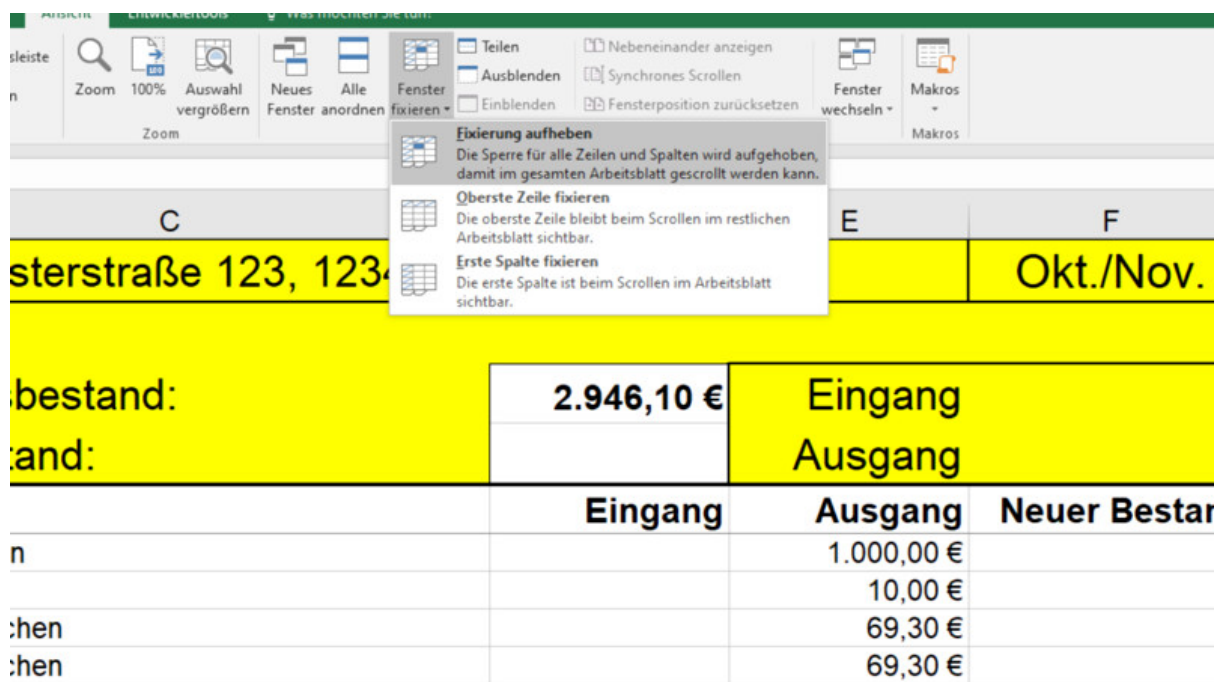 Ansicht Entwicklertools Was möchten Sie tun?
sleiste
n
Zoom 100% Auswahl vergrößern
Zoom
Neues Fenster
Alle anordnen
Fenster fixieren
Teilen
Ausblenden
Einblenden
Nebeneinander anzeigen
Synchrones Scrollen
Fensterposition zurücksetzen
Fenster wechseln
Makros
Makros
Fixierung aufheben
Die Sperre für alle Zeilen und Spalten wird aufgehoben,
damit im gesamten Arbeitsblatt gescrollt werden kann.
Oberste Zeile fixieren
Die oberste Zeile bleibt beim Scrollen im restlichen
Arbeitsblatt sichtbar.
Erste Spalte fixieren
Die erste Spalte ist beim Scrollen im Arbeitsblatt
sichtbar.
C E F
sterstraße 123, 1234 Okt./Nov.
sbestand: 2.946,10 € Eingang
tand: Ausgang
Eingang Ausgang Neuer Bestan
n 1.000,00 €
10,00 €
chen 69,30 €
chen 69,30 €